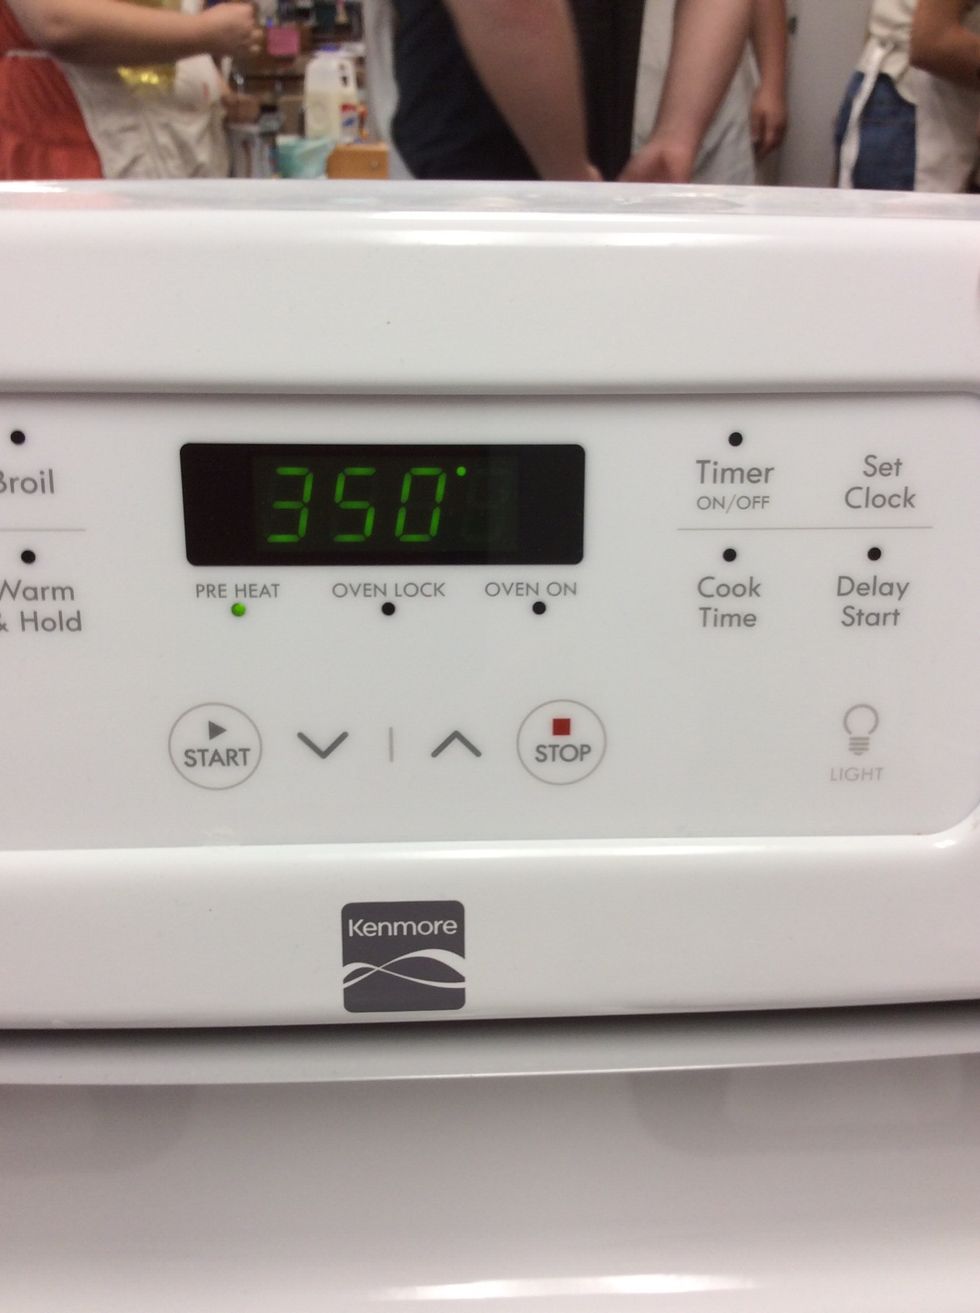 Broil
350°
Timer
ON/OFF
Set
Clock
Warm
& Hold
PRE HEAT
OVEN LOCK
OVEN ON
Cook
Time
Delay
Start
START
STOP
LIGHT
Kenmore